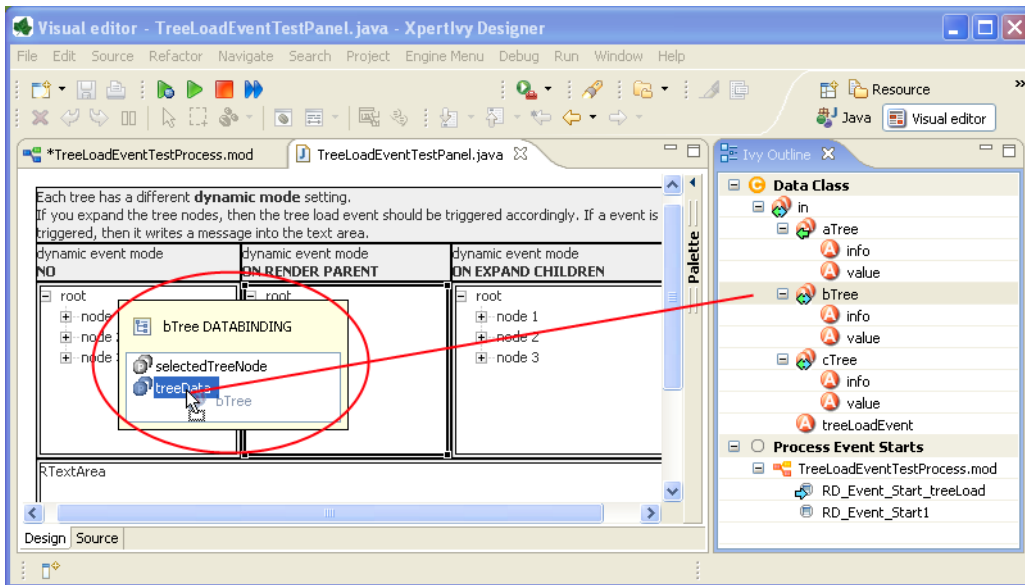 Visual editor - TreeLoadEventTestPanel.java - XpertIvy Designer
File Edit Source Refactor Navigate Search Project Engine Menu Debug Run Window Help
Resource
Java Visual editor
*TreeLoadEventTestProcess.mod TreeLoadEventTestPanel.java
Each tree has a different dynamic mode setting.
If you expand the tree nodes, then the tree load event should be triggered accordingly. If a event is
triggered, then it writes a message into the text area.
dynamic event mode
NO
dynamic event mode
ON RENDER PARENT
dynamic event mode
ON EXPAND CHILDREN
root
node
node
node
root
bTree DATABINDING
selectedTreeNode
treeData
bTree
root
node 1
node 2
node 3
RTextArea
Design Source
Palette
Ivy Outline
Data Class
in
aTree
info
value
bTree
info
value
cTree
info
value
treeLoadEvent
Process Event Starts
TreeLoadEventTestProcess.mod
RD_Event_Start_treeLoad
RD_Event_Start1